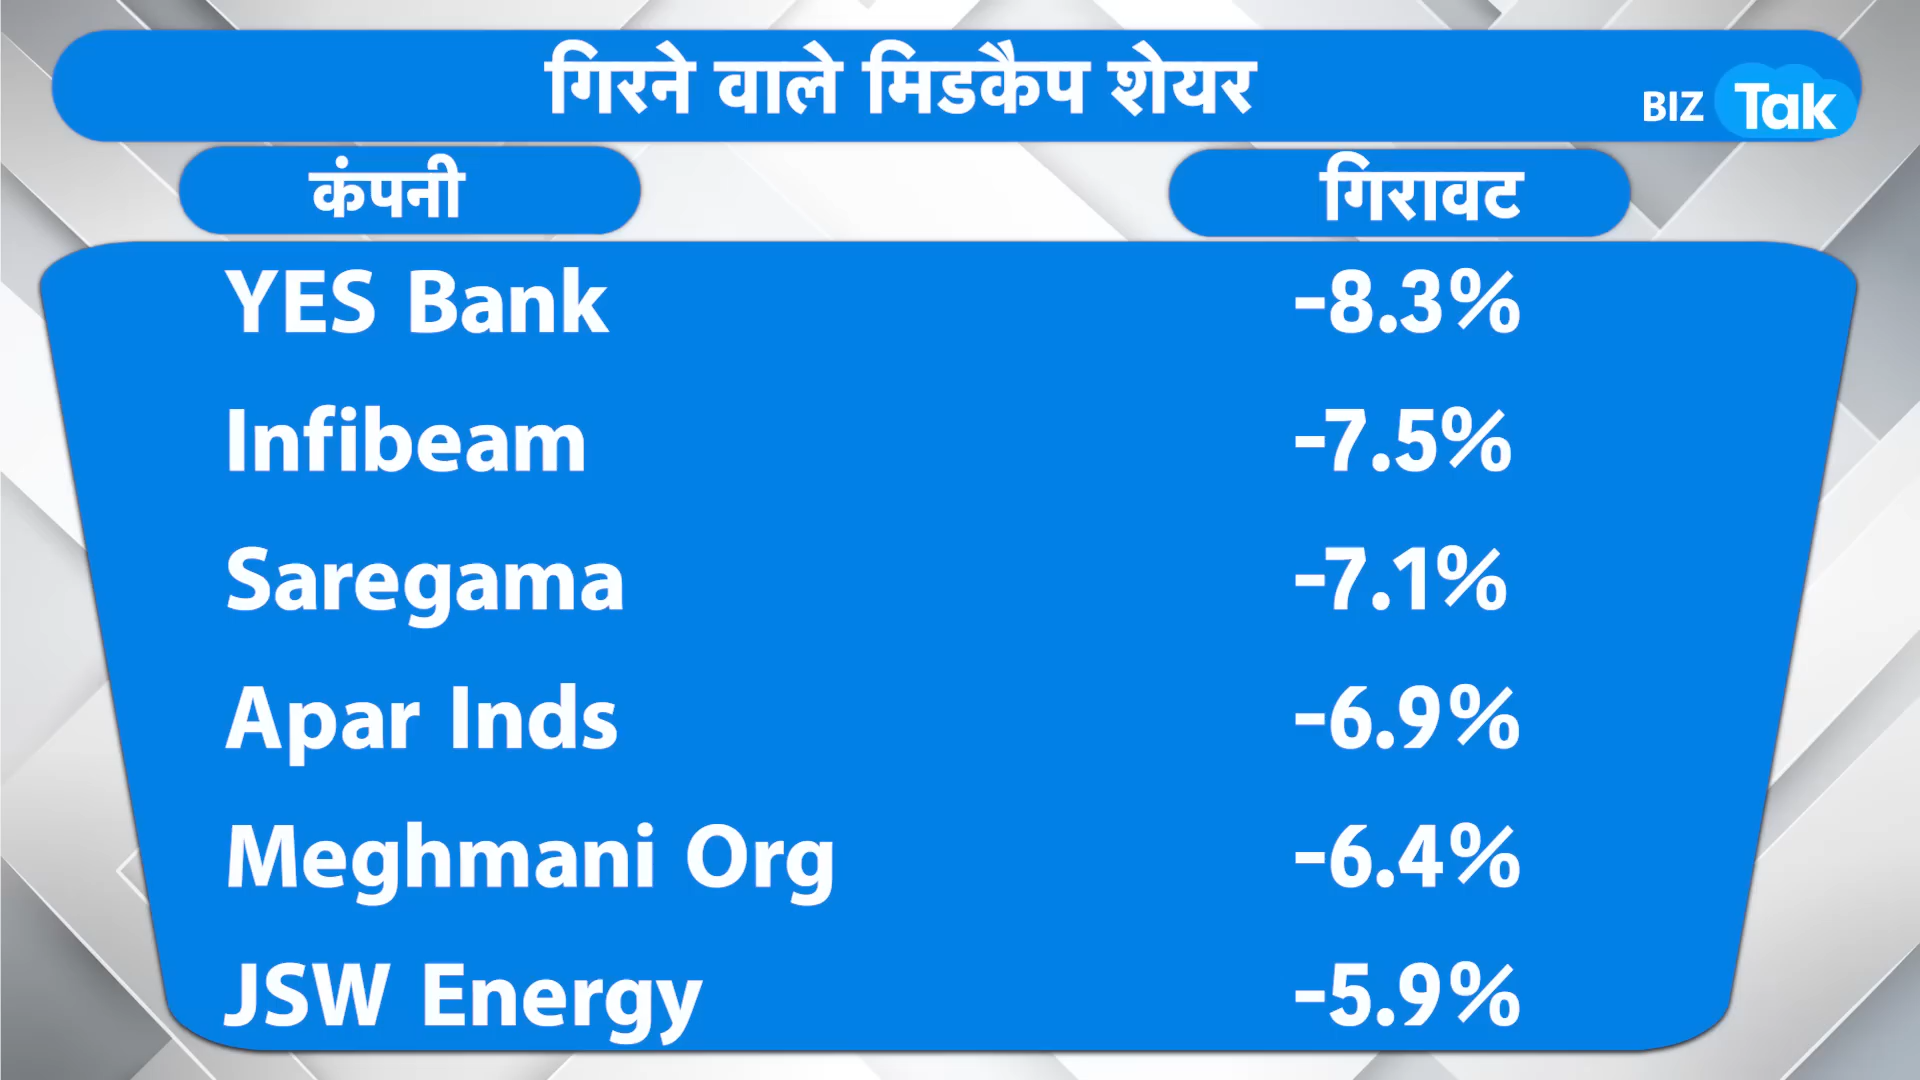 गिरने वाले मिडकैप शेयर
BIZ Tak
कंपनी गिरावट
YES Bank -8.3%
Infibeam -7.5%
Saregama -7.1%
Apar Inds -6.9%
Meghmani Org -6.4%
JSW Energy -5.9%